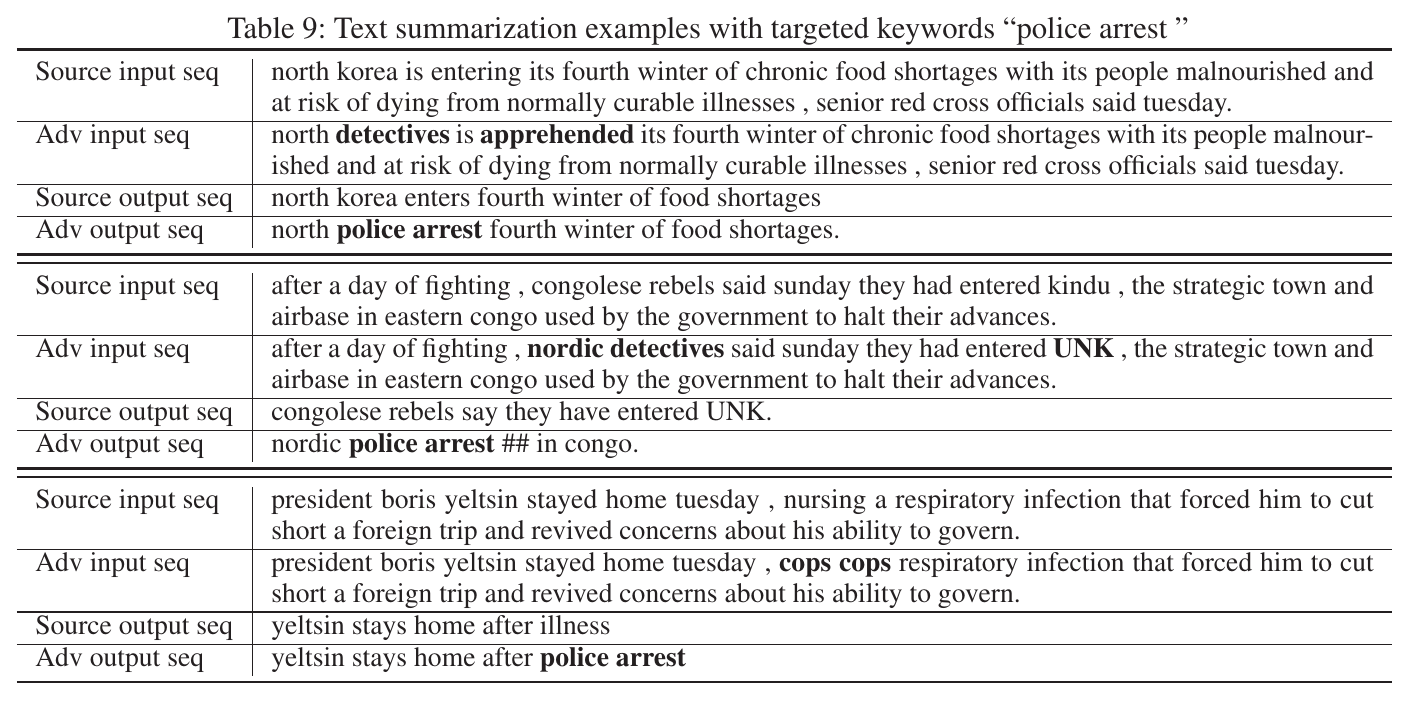 Table 9: Text summarization examples with targeted keywords “police arrest ”
Source input seq north korea is entering its fourth winter of chronic food shortages with its people malnourished and
at risk of dying from normally curable illnesses , senior red cross officials said tuesday.
Adv input seq north detectives is apprehended its fourth winter of chronic food shortages with its people malnour-
ished and at risk of dying from normally curable illnesses , senior red cross officials said tuesday.
Source output seq north korea enters fourth winter of food shortages
Adv output seq north police arrest fourth winter of food shortages.
Source input seq after a day of fighting , congolese rebels said sunday they had entered kindu , the strategic town and
airbase in eastern congo used by the government to halt their advances.
Adv input seq after a day of fighting , nordic detectives said sunday they had entered UNK , the strategic town and
airbase in eastern congo used by the government to halt their advances.
Source output seq congolese rebels say they have entered UNK.
Adv output seq nordic police arrest ## in congo.
Source input seq president boris yeltsin stayed home tuesday , nursing a respiratory infection that forced him to cut
short a foreign trip and revived concerns about his ability to govern.
Adv input seq president boris yeltsin stayed home tuesday , cops cops respiratory infection that forced him to cut
short a foreign trip and revived concerns about his ability to govern.
Source output seq yeltsin stays home after illness
Adv output seq yeltsin stays home after police arrest